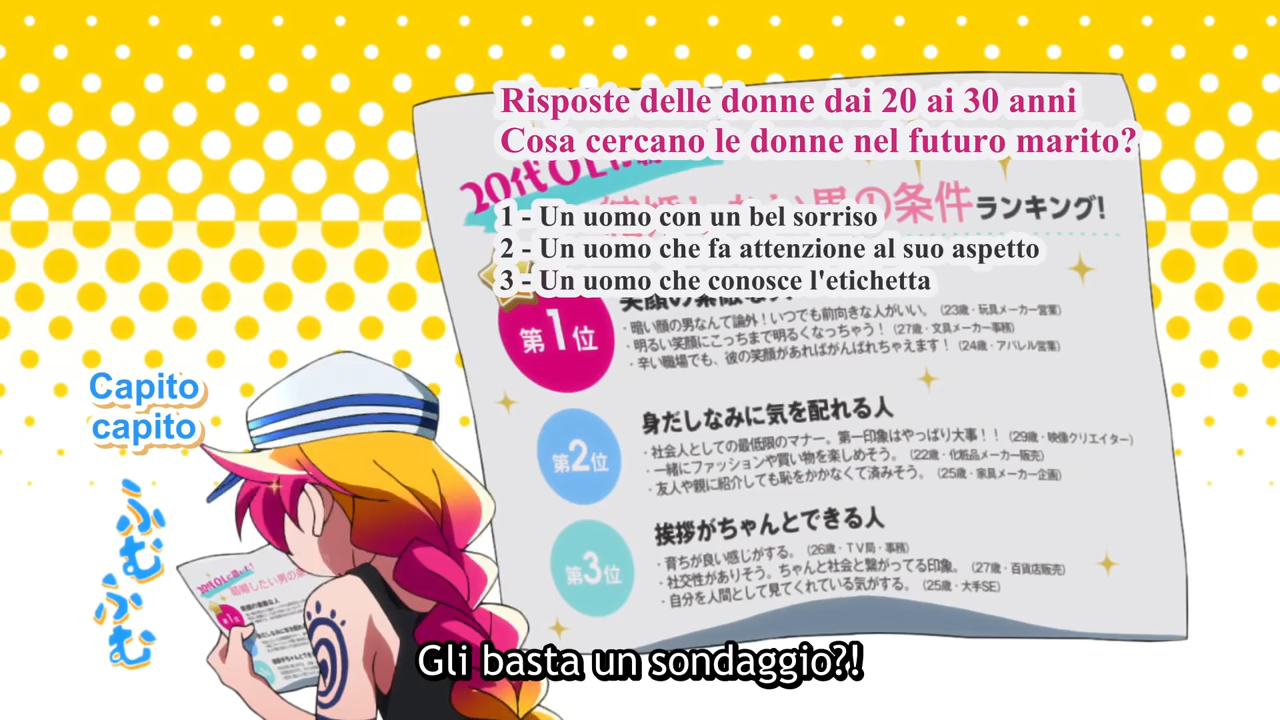 Risposte delle donne dai 20 ai 30 anni
Cosa cercano le donne nel futuro marito?
20代OL
の条件ランキング!
1 - Un uomo con un bel sorriso
2 - Un uomo che fa attenzione al suo aspetto
3 - Un uomo che conosce l'etichetta
第1位
・暗い顔の男なんて論外!いつでも前向きな人がいい。(23歳・玩具メーカー営業)
・明るい笑顔にこっちまで明るくなっちゃう!(27歳・文具メーカー事務)
・辛い職場でも、彼の笑顔があればがんばれちゃえます!(24歳・アパレル営業)
第2位
身だしなみに気を配れる人
・社会人としての最低限のマナー。第一印象はやっぱり大事!!(29歳・映像クリエイター)
・一緒にファッションや買い物を楽しめそう。(22歳・化粧品メーカー販売)
・友人や親に紹介しても恥をかかなくて済みそう。(25歳・家具メーカー企画)
第3位
挨拶がちゃんとできる人
・育ちが良い感じがする。(26歳・TV局・事務)
・社交性がありそう。ちゃんと社会と繋がってる印象。(27歳・百貨店販売)
・自分を人間として見てくれている気がする。(25歳・大手SE)
Capito
capito
ふむ
ふむ
Gli basta un sondaggio?!